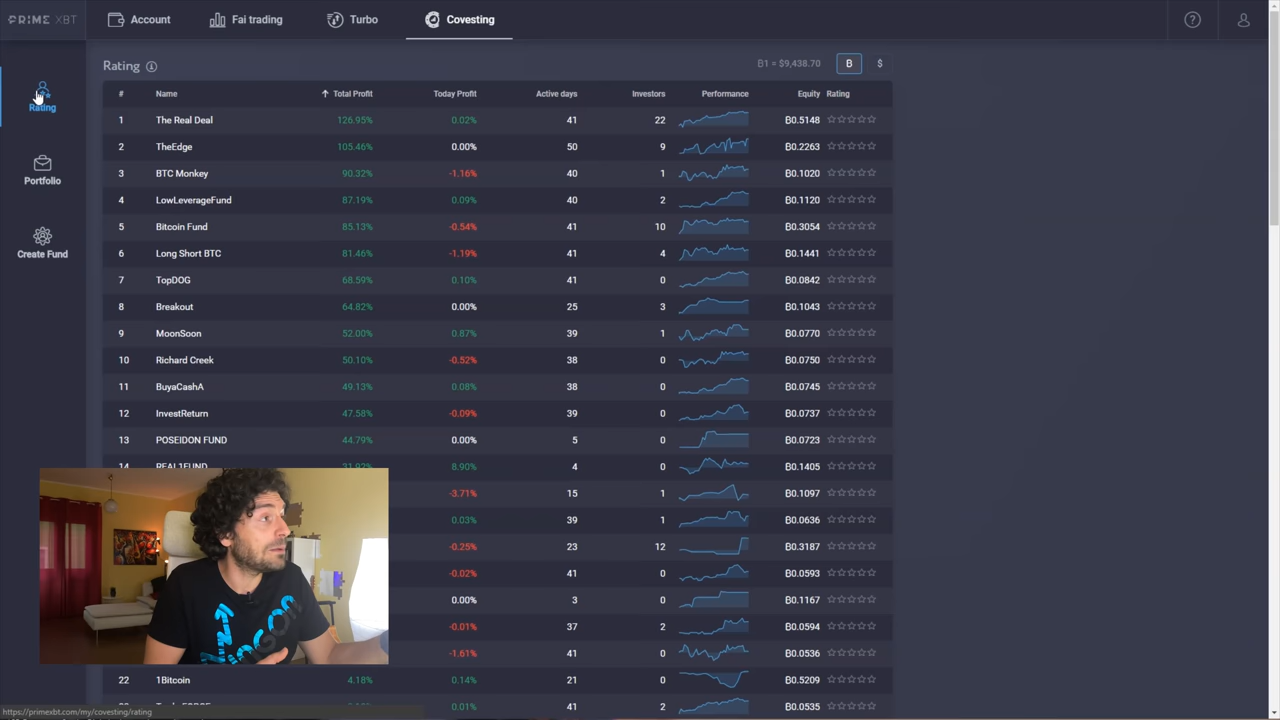 PRIME XBT Account Fai trading Turbo Covesting ?
Rating
Portfolio
Create Fund
Rating B1 = $9,438.70 B $
# Name ↑ Total Profit Today Profit Active days Investors Performance Equity Rating
1 The Real Deal 126.95% 0.02% 41 22 B0.5148
2 TheEdge 105.46% 0.00% 50 9 B0.2263
3 BTC Monkey 90.32% -1.16% 40 1 B0.1020
4 LowLeverageFund 87.19% 0.09% 40 2 B0.1120
5 Bitcoin Fund 85.13% -0.54% 41 10 B0.3054
6 Long Short BTC 81.46% -1.19% 41 4 B0.1441
7 TopDOG 68.59% 0.10% 41 0 B0.0842
8 Breakout 64.82% 0.00% 25 3 B0.1043
9 MoonSoon 52.00% 0.87% 39 1 B0.0770
10 Richard Creek 50.10% -0.52% 38 0 B0.0750
11 BuyaCashA 49.13% 0.08% 38 0 B0.0745
12 InvestReturn 47.58% -0.09% 39 0 B0.0737
13 POSEIDON FUND 44.79% 0.00% 5 0 B0.0723
14 REAL1FUND 31.92% 8.90% 4 0 B0.1405
-3.71% 15 1 B0.1097
0.03% 39 1 B0.0636
-0.25% 23 12 B0.3187
-0.02% 41 0 B0.0593
0.00% 3 0 B0.1167
-0.01% 37 2 B0.0594
-1.61% 41 0 B0.0536
22 1Bitcoin 4.18% 0.14% 21 0 B0.5209
0.01% 41 2 B0.0535
https://primexbt.com/my/covesting/rating